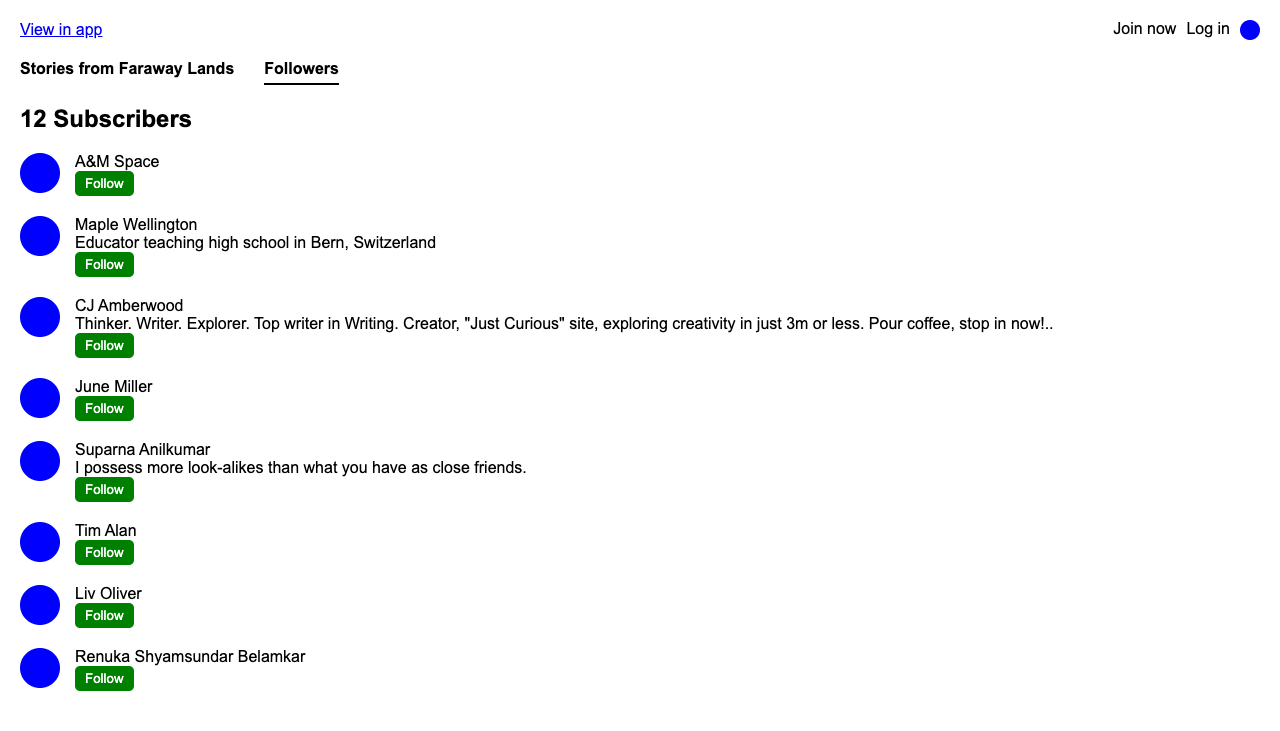 View in app
Join now Log in
Stories from Faraway Lands Followers
12 Subscribers
A&M Space
Follow
Maple Wellington
Educator teaching high school in Bern, Switzerland
Follow
CJ Amberwood
Thinker. Writer. Explorer. Top writer in Writing. Creator, "Just Curious" site, exploring creativity in just 3m or less. Pour coffee, stop in now!..
Follow
June Miller
Follow
Suparna Anilkumar
I possess more look-alikes than what you have as close friends.
Follow
Tim Alan
Follow
Liv Oliver
Follow
Renuka Shyamsundar Belamkar
Follow